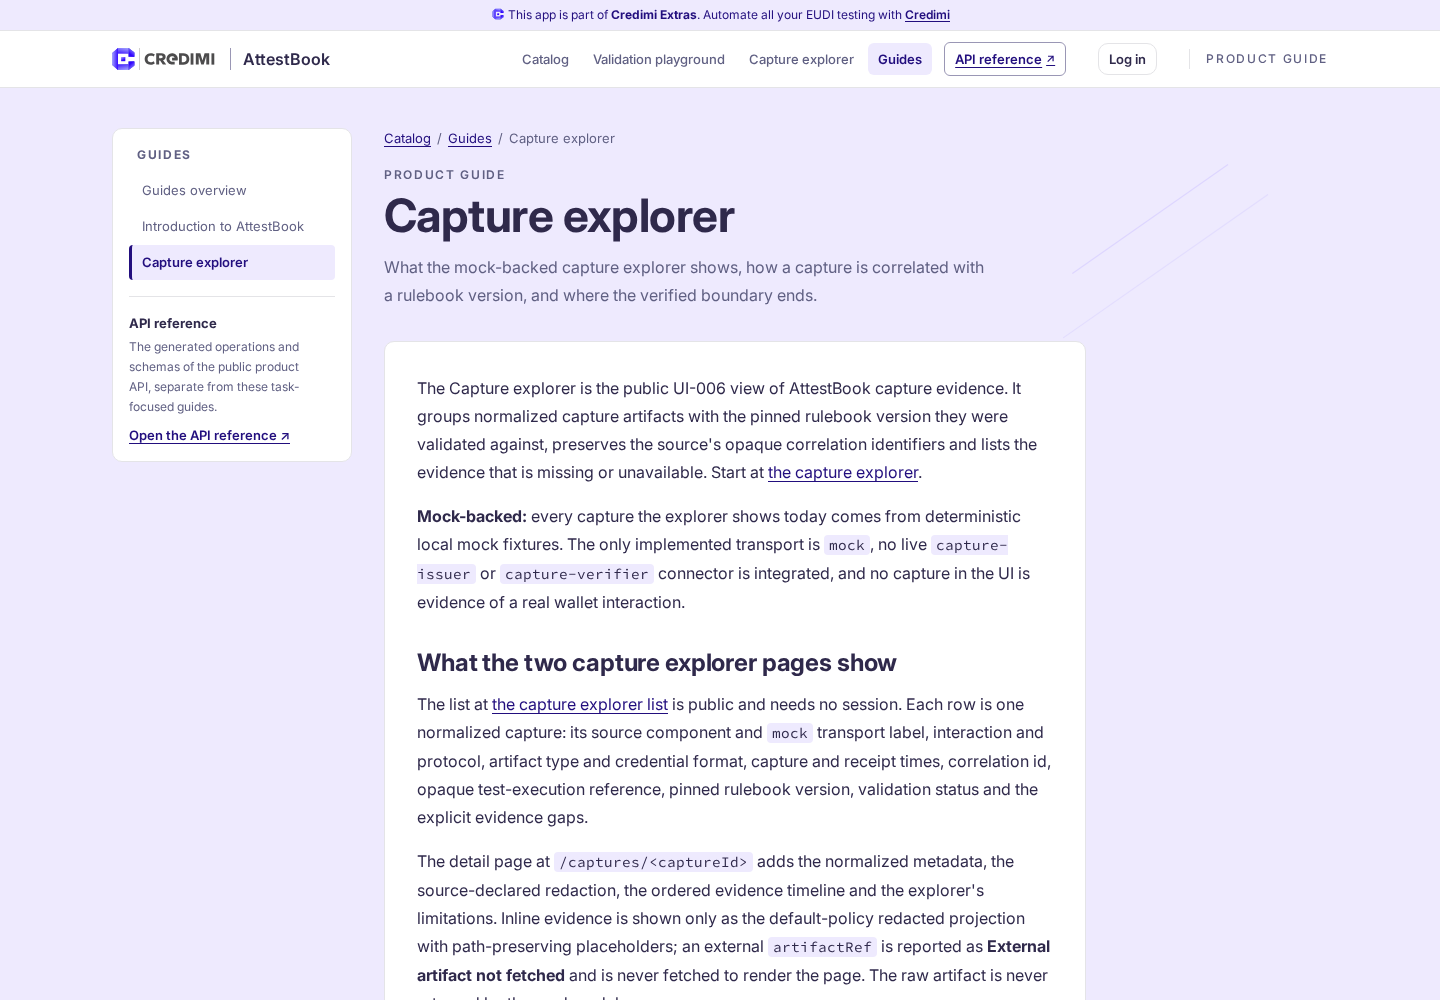 This app is part of Credimi Extras. Automate all your EUDI testing with Credimi
CREDIMI
AttestBook
Catalog
Validation playground
Capture explorer
Guides
API reference ↗
Log in
PRODUCT GUIDE
GUIDES
Guides overview
Introduction to AttestBook
Capture explorer
API reference
The generated operations and
schemas of the public product
API, separate from these task-
focused guides.
Open the API reference ↗
Catalog / Guides / Capture explorer
PRODUCT GUIDE
Capture explorer
What the mock-backed capture explorer shows, how a capture is correlated with
a rulebook version, and where the verified boundary ends.
The Capture explorer is the public UI-006 view of AttestBook capture evidence. It
groups normalized capture artifacts with the pinned rulebook version they were
validated against, preserves the source's opaque correlation identifiers and lists the
evidence that is missing or unavailable. Start at the capture explorer.
Mock-backed: every capture the explorer shows today comes from deterministic
local mock fixtures. The only implemented transport is mock, no live capture-
issuer or capture-verifier connector is integrated, and no capture in the UI is
evidence of a real wallet interaction.
What the two capture explorer pages show
The list at the capture explorer list is public and needs no session. Each row is one
normalized capture: its source component and mock transport label, interaction and
protocol, artifact type and credential format, capture and receipt times, correlation id,
opaque test-execution reference, pinned rulebook version, validation status and the
explicit evidence gaps.
The detail page at /captures/<captureId> adds the normalized metadata, the
source-declared redaction, the ordered evidence timeline and the explorer's
limitations. Inline evidence is shown only as the default-policy redacted projection
with path-preserving placeholders; an external artifactRef is reported as External
artifact not fetched and is never fetched to render the page. The raw artifact is never